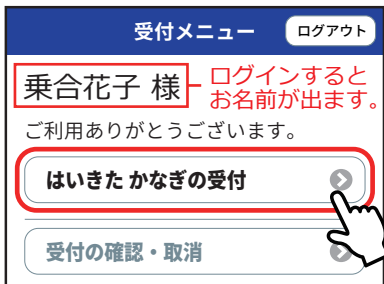 受付メニュー ログアウト
乗合花子 様 ログインすると
お名前が出ます。
ご利用ありがとうございます。
はいきた かなぎの受付
受付の確認・取消